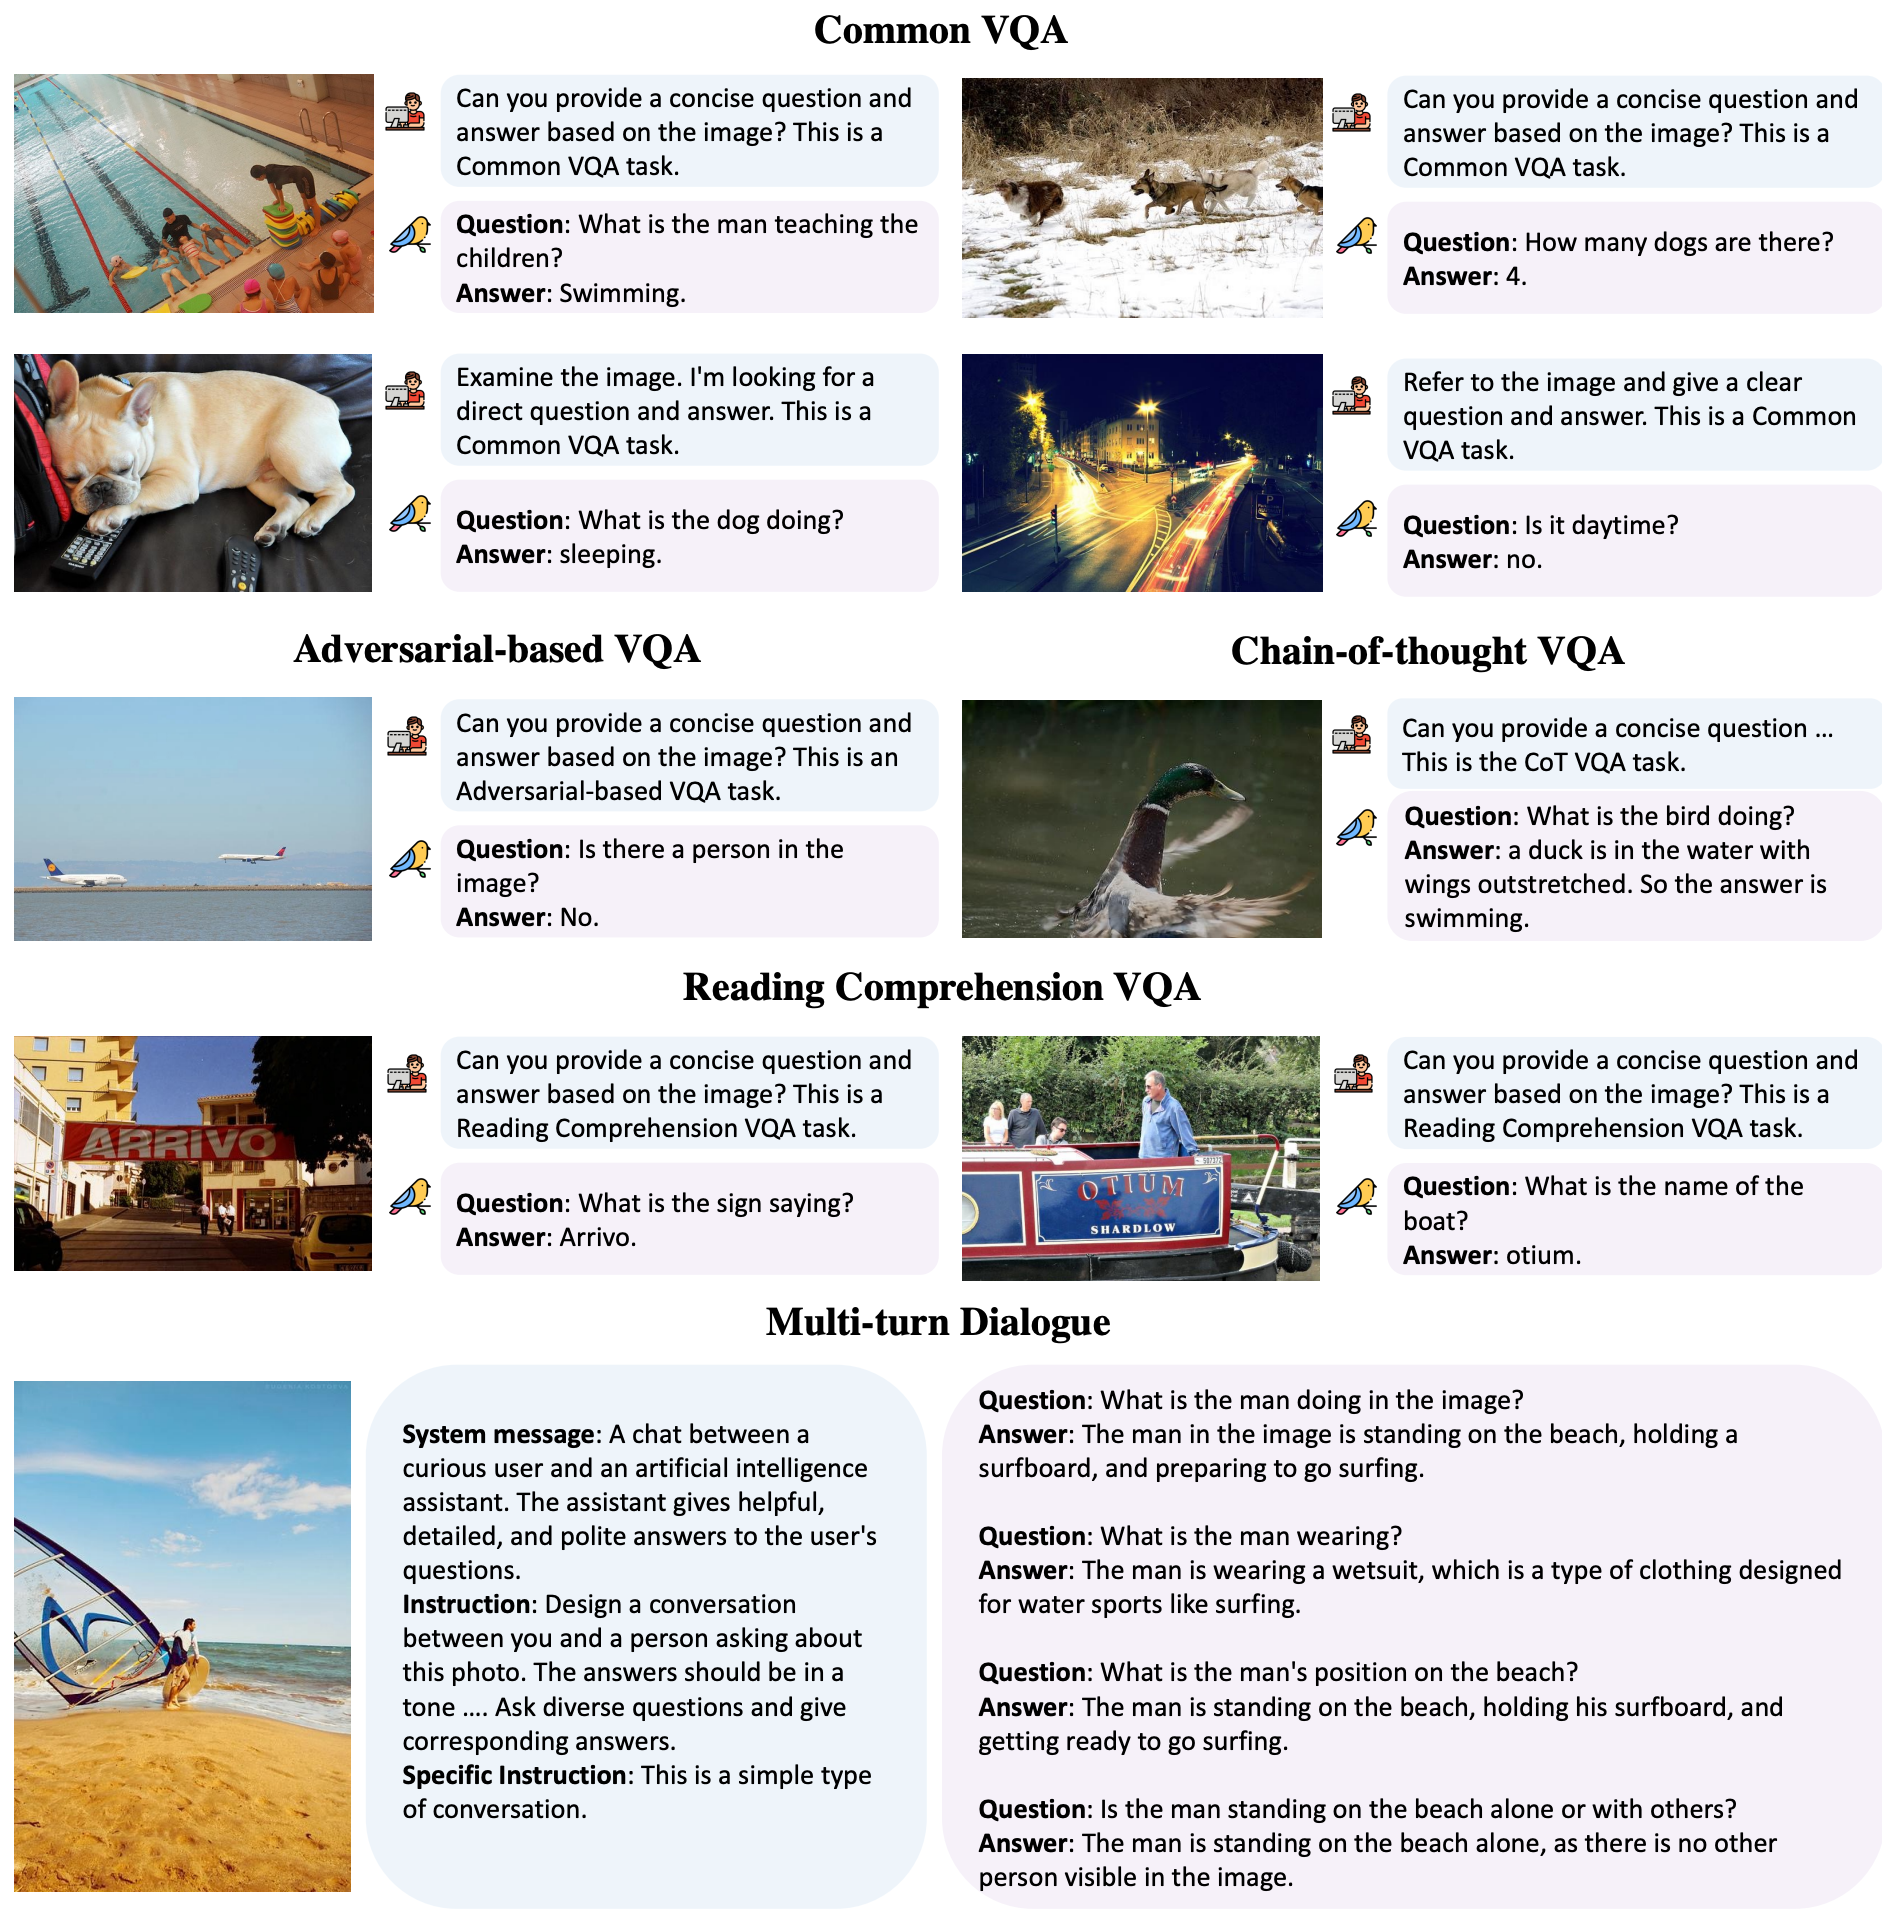 Common VQA
Can you provide a concise question and
answer based on the image? This is a
Common VQA task.
Question: What is the man teaching the
children?
Answer: Swimming.
Can you provide a concise question and
answer based on the image? This is a
Common VQA task.
Question: How many dogs are there?
Answer: 4.
Examine the image. I'm looking for a
direct question and answer. This is a
Common VQA task.
Question: What is the dog doing?
Answer: sleeping.
Refer to the image and give a clear
question and answer. This is a Common
VQA task.
Question: Is it daytime?
Answer: no.
Adversarial-based VQA
Can you provide a concise question and
answer based on the image? This is an
Adversarial-based VQA task.
Question: Is there a person in the
image?
Answer: No.
Chain-of-thought VQA
Can you provide a concise question ...
This is the CoT VQA task.
Question: What is the bird doing?
Answer: a duck is in the water with
wings outstretched. So the answer is
swimming.
Reading Comprehension VQA
ARRIVO
Can you provide a concise question and
answer based on the image? This is a
Reading Comprehension VQA task.
Question: What is the sign saying?
Answer: Arrivo.
OTIUM
SHARDLOW
Can you provide a concise question and
answer based on the image? This is a
Reading Comprehension VQA task.
Question: What is the name of the
boat?
Answer: otium.
Multi-turn Dialogue
System message: A chat between a
curious user and an artificial intelligence
assistant. The assistant gives helpful,
detailed, and polite answers to the user's
questions.
Instruction: Design a conversation
between you and a person asking about
this photo. The answers should be in a
tone .... Ask diverse questions and give
corresponding answers.
Specific Instruction: This is a simple type
of conversation.
Question: What is the man doing in the image?
Answer: The man in the image is standing on the beach, holding a
surfboard, and preparing to go surfing.
Question: What is the man wearing?
Answer: The man is wearing a wetsuit, which is a type of clothing designed
for water sports like surfing.
Question: What is the man's position on the beach?
Answer: The man is standing on the beach, holding his surfboard, and
getting ready to go surfing.
Question: Is the man standing on the beach alone or with others?
Answer: The man is standing on the beach alone, as there is no other
person visible in the image.